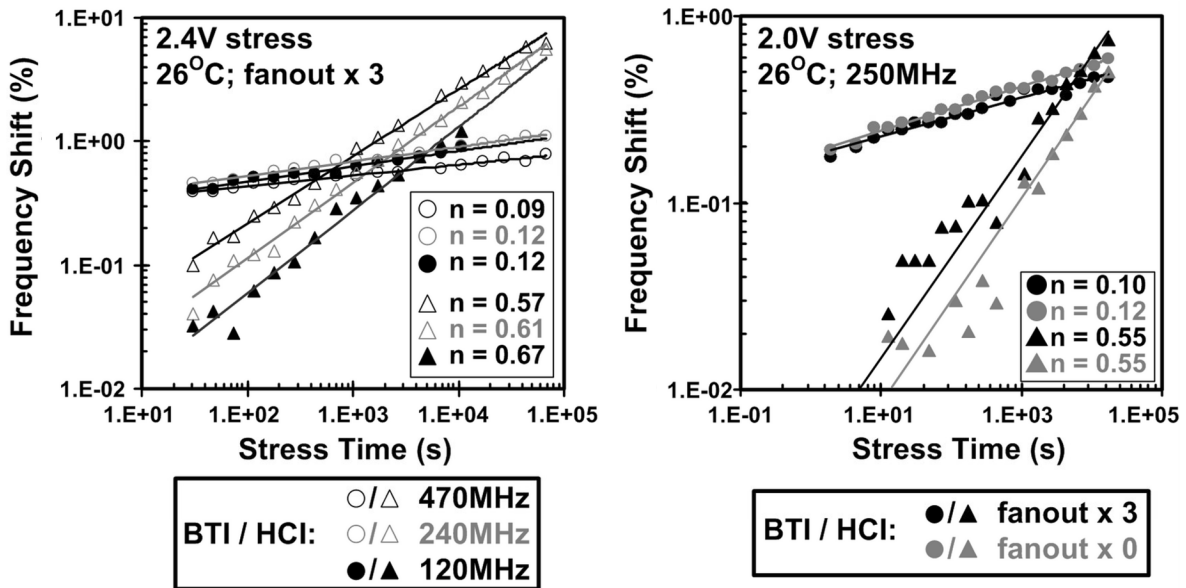 2.4V stress
26°C; fanout x 3
Frequency Shift (%)
1.E+01
1.E+00
1.E-01
1.E-02
n = 0.09
n = 0.12
n = 0.12
n = 0.57
n = 0.61
n = 0.67
1.E+01 1.E+02 1.E+03 1.E+04 1.E+05
Stress Time (s)
BTI / HCI:
/ 470MHz
/ 240MHz
/ 120MHz
2.0V stress
26°C; 250MHz
Frequency Shift (%)
1.E+00
1.E-01
1.E-02
n = 0.10
n = 0.12
n = 0.55
n = 0.55
1.E-01 1.E+01 1.E+03 1.E+05
Stress Time (s)
BTI / HCI:
/ fanout x 3
/ fanout x 0